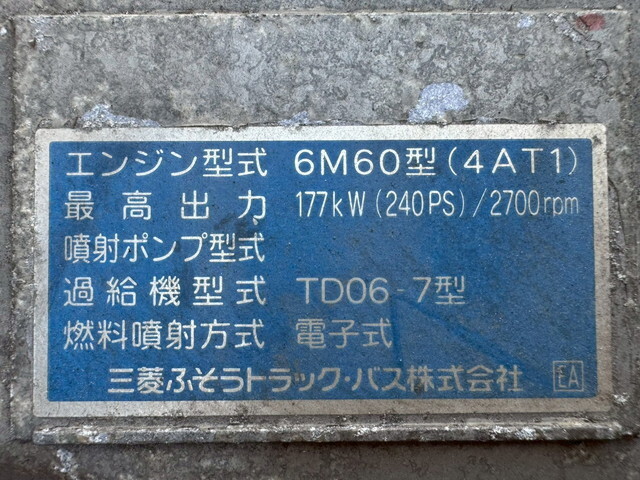 エンジン型式 6M60型(4AT1)
最高出力 177kW(240PS)/2700rpm
噴射ポンプ型式
過給機型式 TD06-7型
燃料噴射方式 電子式
三菱ふそうトラック・バス株式会社 EA